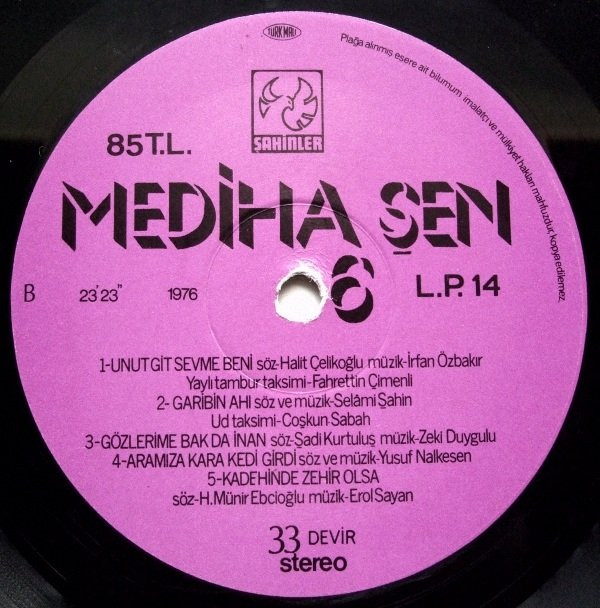 TÜRK MALI
Plağa alınmış esere ait bilumum imalatçı ve mülkiyet hakları mahfuzdur, kopya edilemez.
ŞAHİNLER
85 T.L.
MEDİHA ŞEN
6
L.P. 14
B 23'23" 1976
1-UNUT GİT SEVME BENİ söz-Halit Çelikoğlu müzik-İrfan Özbakır
Yaylı tambur taksimi-Fahrettin Çimenli
2- GARİBİN AHI söz ve müzik-Selâmi Şahin
Ud taksimi-Coşkun Sabah
3-GÖZLERİME BAK DA İNAN söz-Şadi Kurtuluş müzik-Zeki Duygulu
4-ARAMIZA KARA KEDİ GİRDİ söz ve müzik-Yusuf Nalkesen
5-KADEHİNDE ZEHİR OLSA
söz-H.Münir Ebcioğlu müzik-Erol Sayan
33 DEVİR
stereo